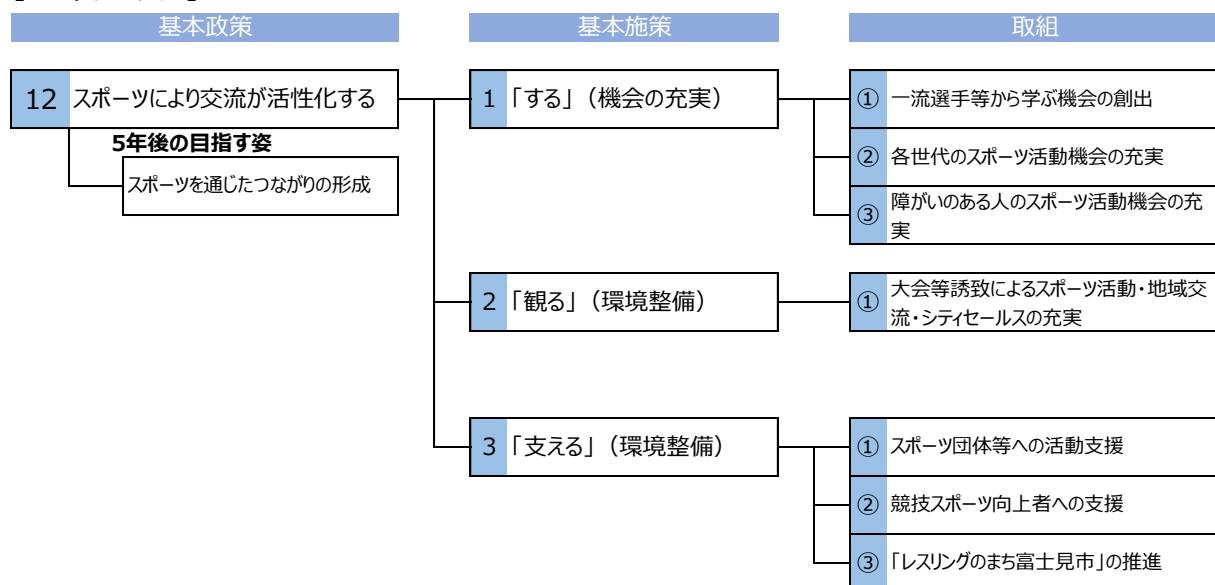 基本政策
基本施策
取組
12 スポーツにより交流が活性化する
5年後の目指す姿
スポーツを通じたつながりの形成
1 「する」（機会の充実）
① 一流選手等から学ぶ機会の創出
② 各世代のスポーツ活動機会の充実
③ 障がいのある人のスポーツ活動機会の充
実
2 「観る」（環境整備）
① 大会等誘致によるスポーツ活動・地域交
流・シティセールスの充実
3 「支える」（環境整備）
① スポーツ団体等への活動支援
② 競技スポーツ向上者への支援
③ 「レスリングのまち富士見市」の推進